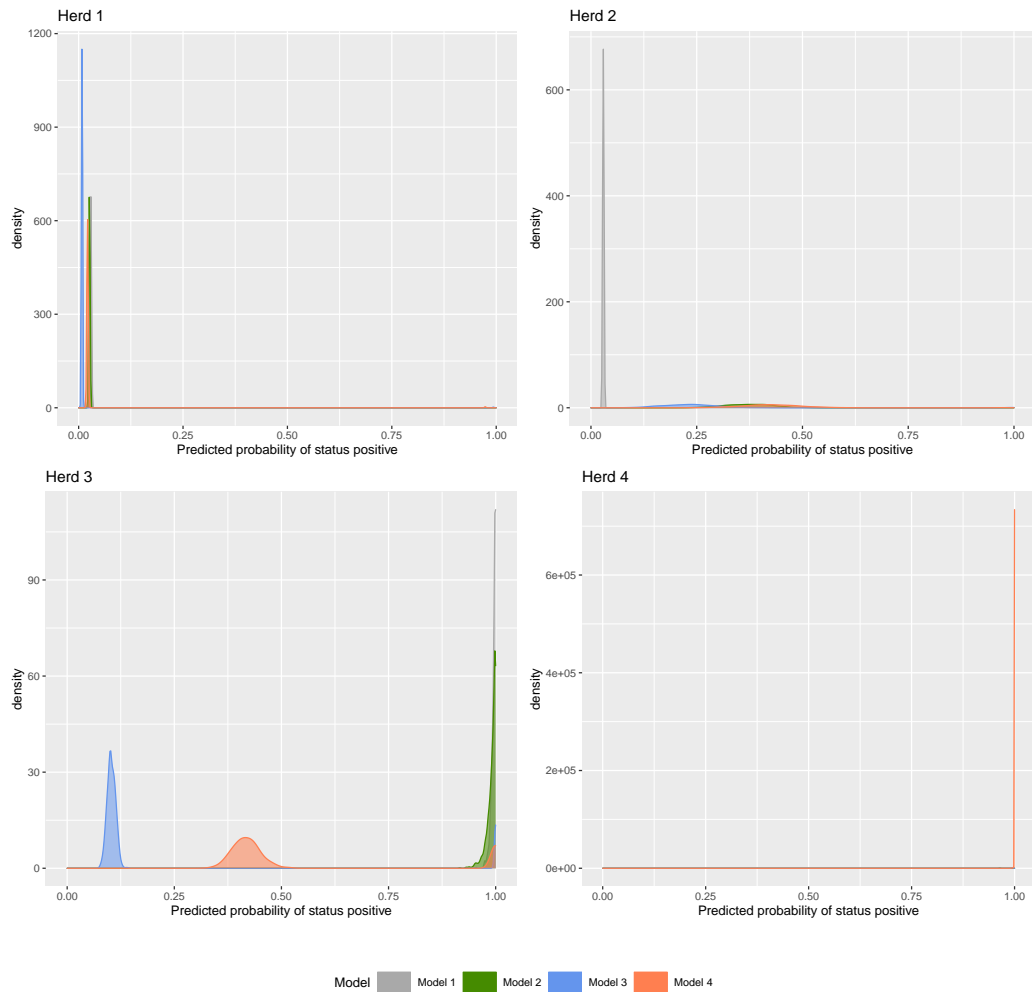 Herd 1
1200
900
600
300
0
density
0.00 0.25 0.50 0.75 1.00
Predicted probability of status positive
Herd 2
600
400
200
0
density
0.00 0.25 0.50 0.75 1.00
Predicted probability of status positive
Herd 3
90
60
30
0
density
0.00 0.25 0.50 0.75 1.00
Predicted probability of status positive
Herd 4
6e+05
4e+05
2e+05
0e+00
density
0.00 0.25 0.50 0.75 1.00
Predicted probability of status positive
Model Model 1 Model 2 Model 3 Model 4